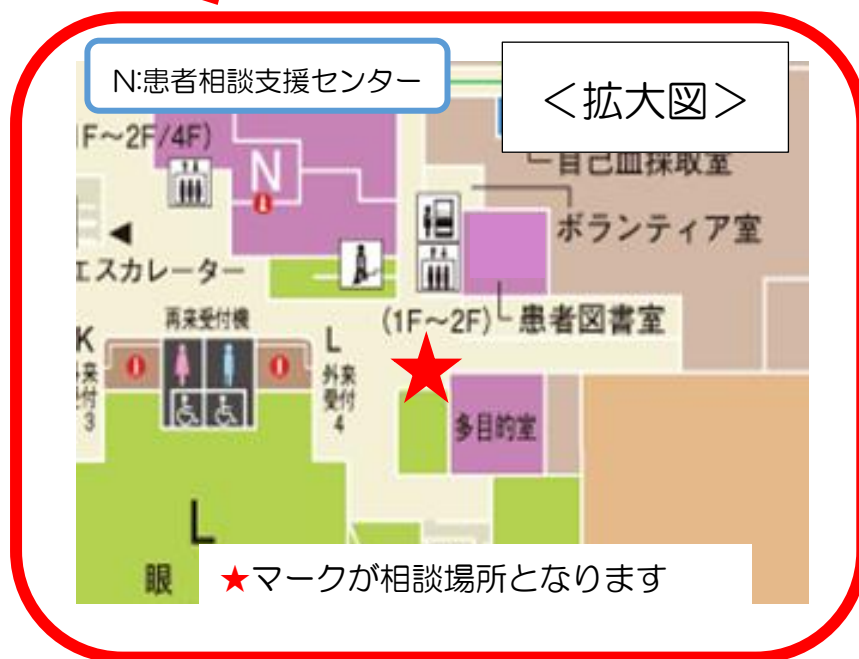 N:患者相談支援センター
＜拡大図＞
1F～2F/4F)
N
自己血採取室
ボランティア室
エスカレーター
再来受付機
(1F～2F)
患者図書室
K
外来
受付
3
L
外来
受付
4
多目的室
L
眼
★マークが相談場所となります